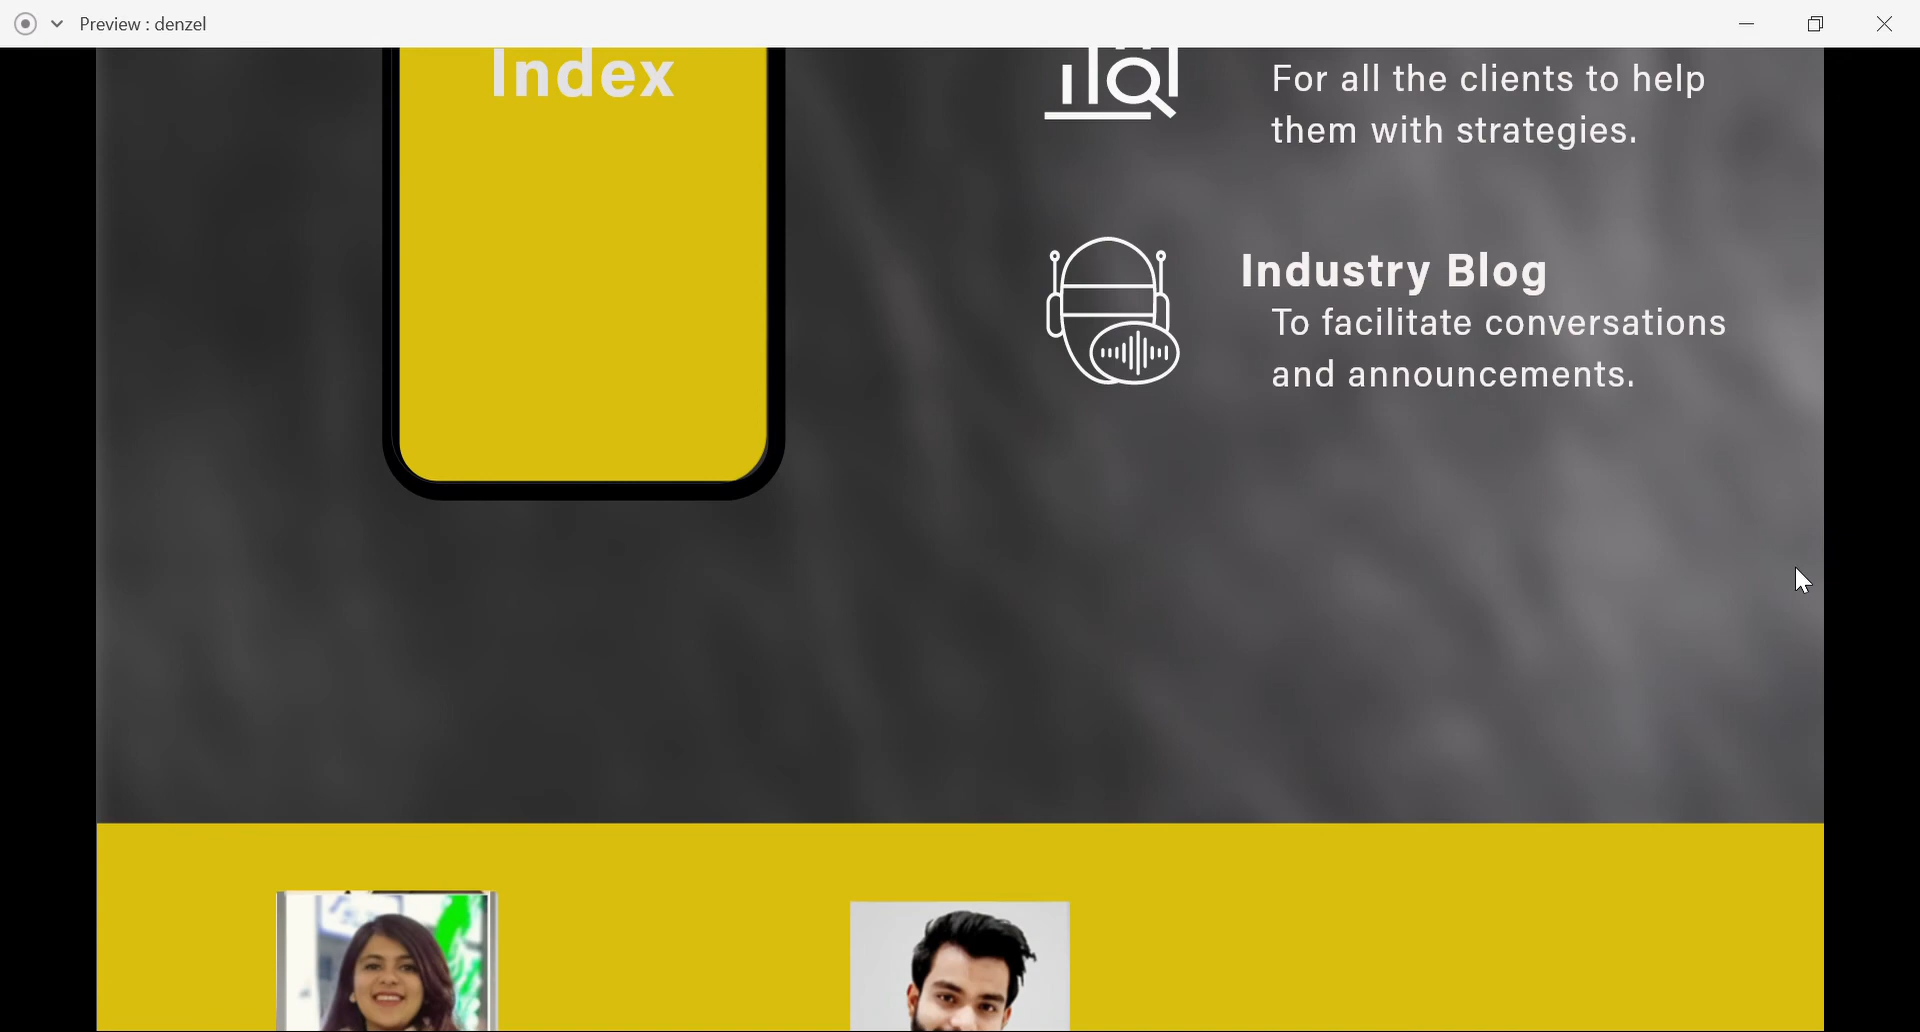 Preview : denzel
Index
For all the clients to help
them with strategies.
Industry Blog
To facilitate conversations
and announcements.